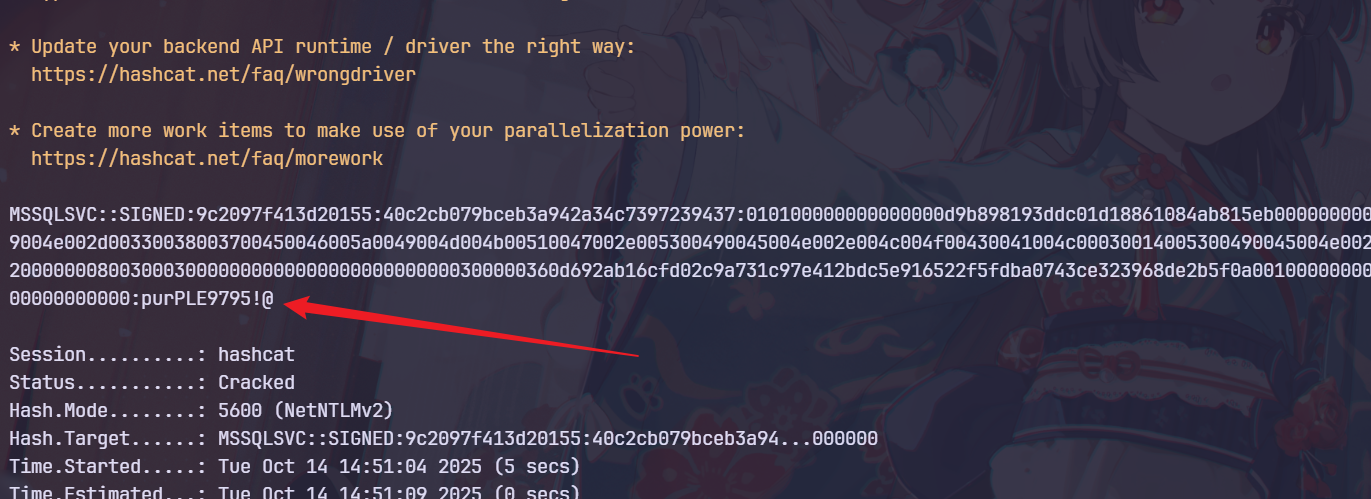 * Update your backend API runtime / driver the right way:
https://hashcat.net/faq/wrongdriver
* Create more work items to make use of your parallelization power:
https://hashcat.net/faq/morework
MSSQLSVC::SIGNED:9c2097f413d20155:40c2cb079bceb3a942a34c7397239437:010100000000000000d9b898193ddc01d18861084ab815eb000000000
9004e002d00330038003700450046005a0049004d004b00510047002e005300490045004e002e004c004f00430041004c00030014005300490045004e002
20000000800300030000000000000000000000000300000360d692ab16cfd02c9a731c97e412bdc5e916522f5fdba0743ce323968de2b5f0a00100000000
00000000000:purPLE9795!@
Session..........: hashcat
Status...........: Cracked
Hash.Mode........: 5600 (NetNTLMv2)
Hash.Target......: MSSQLSVC::SIGNED:9c2097f413d20155:40c2cb079bceb3a94...000000
Time.Started.....: Tue Oct 14 14:51:04 2025 (5 secs)
Time.Estimated...: Tue Oct 14 14:51:09 2025 (0 secs)